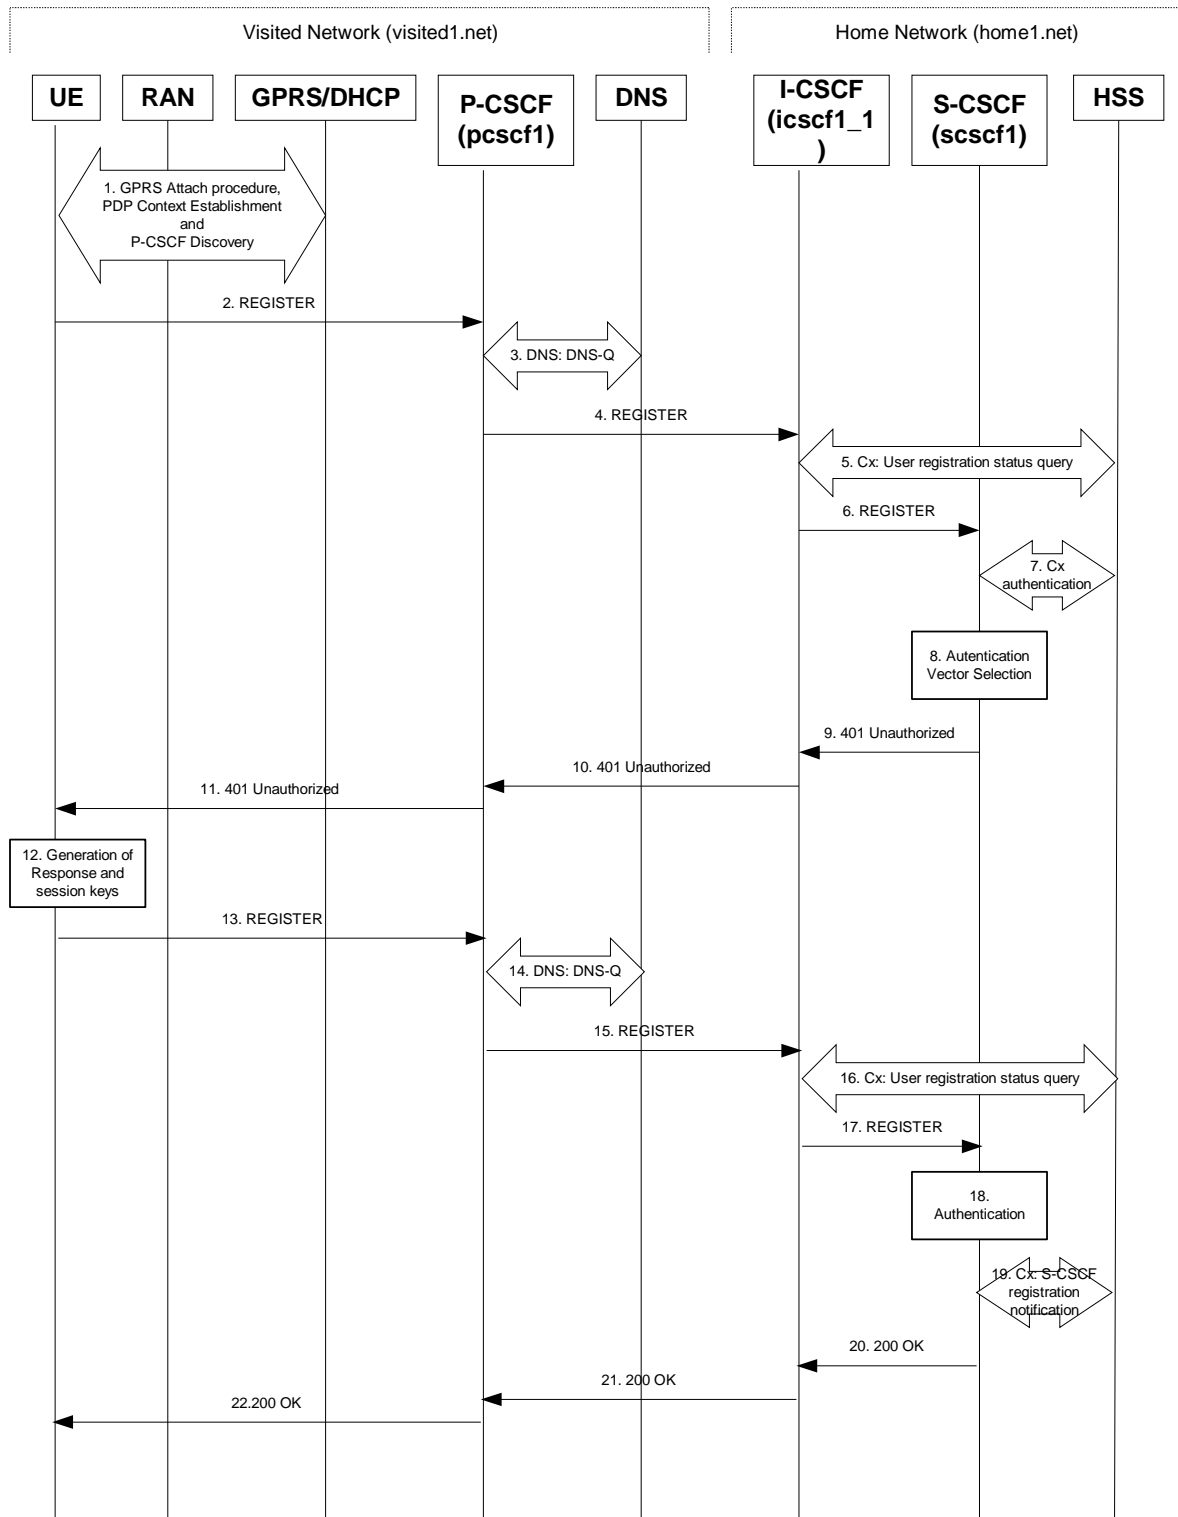 Visited Network (visited1.net)
Home Network (home1.net)
UE
RAN
GPRS/DHCP
P-CSCF
(pcscf1)
DNS
I-CSCF
(icscf1_1
)
S-CSCF
(scscf1)
HSS
1. GPRS Attach procedure,
PDP Context Establishment
and
P-CSCF Discovery
2. REGISTER
3. DNS: DNS-Q
4. REGISTER
5. Cx: User registration status query
6. REGISTER
7. Cx
authentication
8. Autentication
Vector Selection
9. 401 Unauthorized
10. 401 Unauthorized
11. 401 Unauthorized
12. Generation of
Response and
session keys
13. REGISTER
14. DNS: DNS-Q
15. REGISTER
16. Cx: User registration status query
17. REGISTER
18.
Authentication
19. Cx: S-CSCF
registration
notification
20. 200 OK
21. 200 OK
22.200 OK